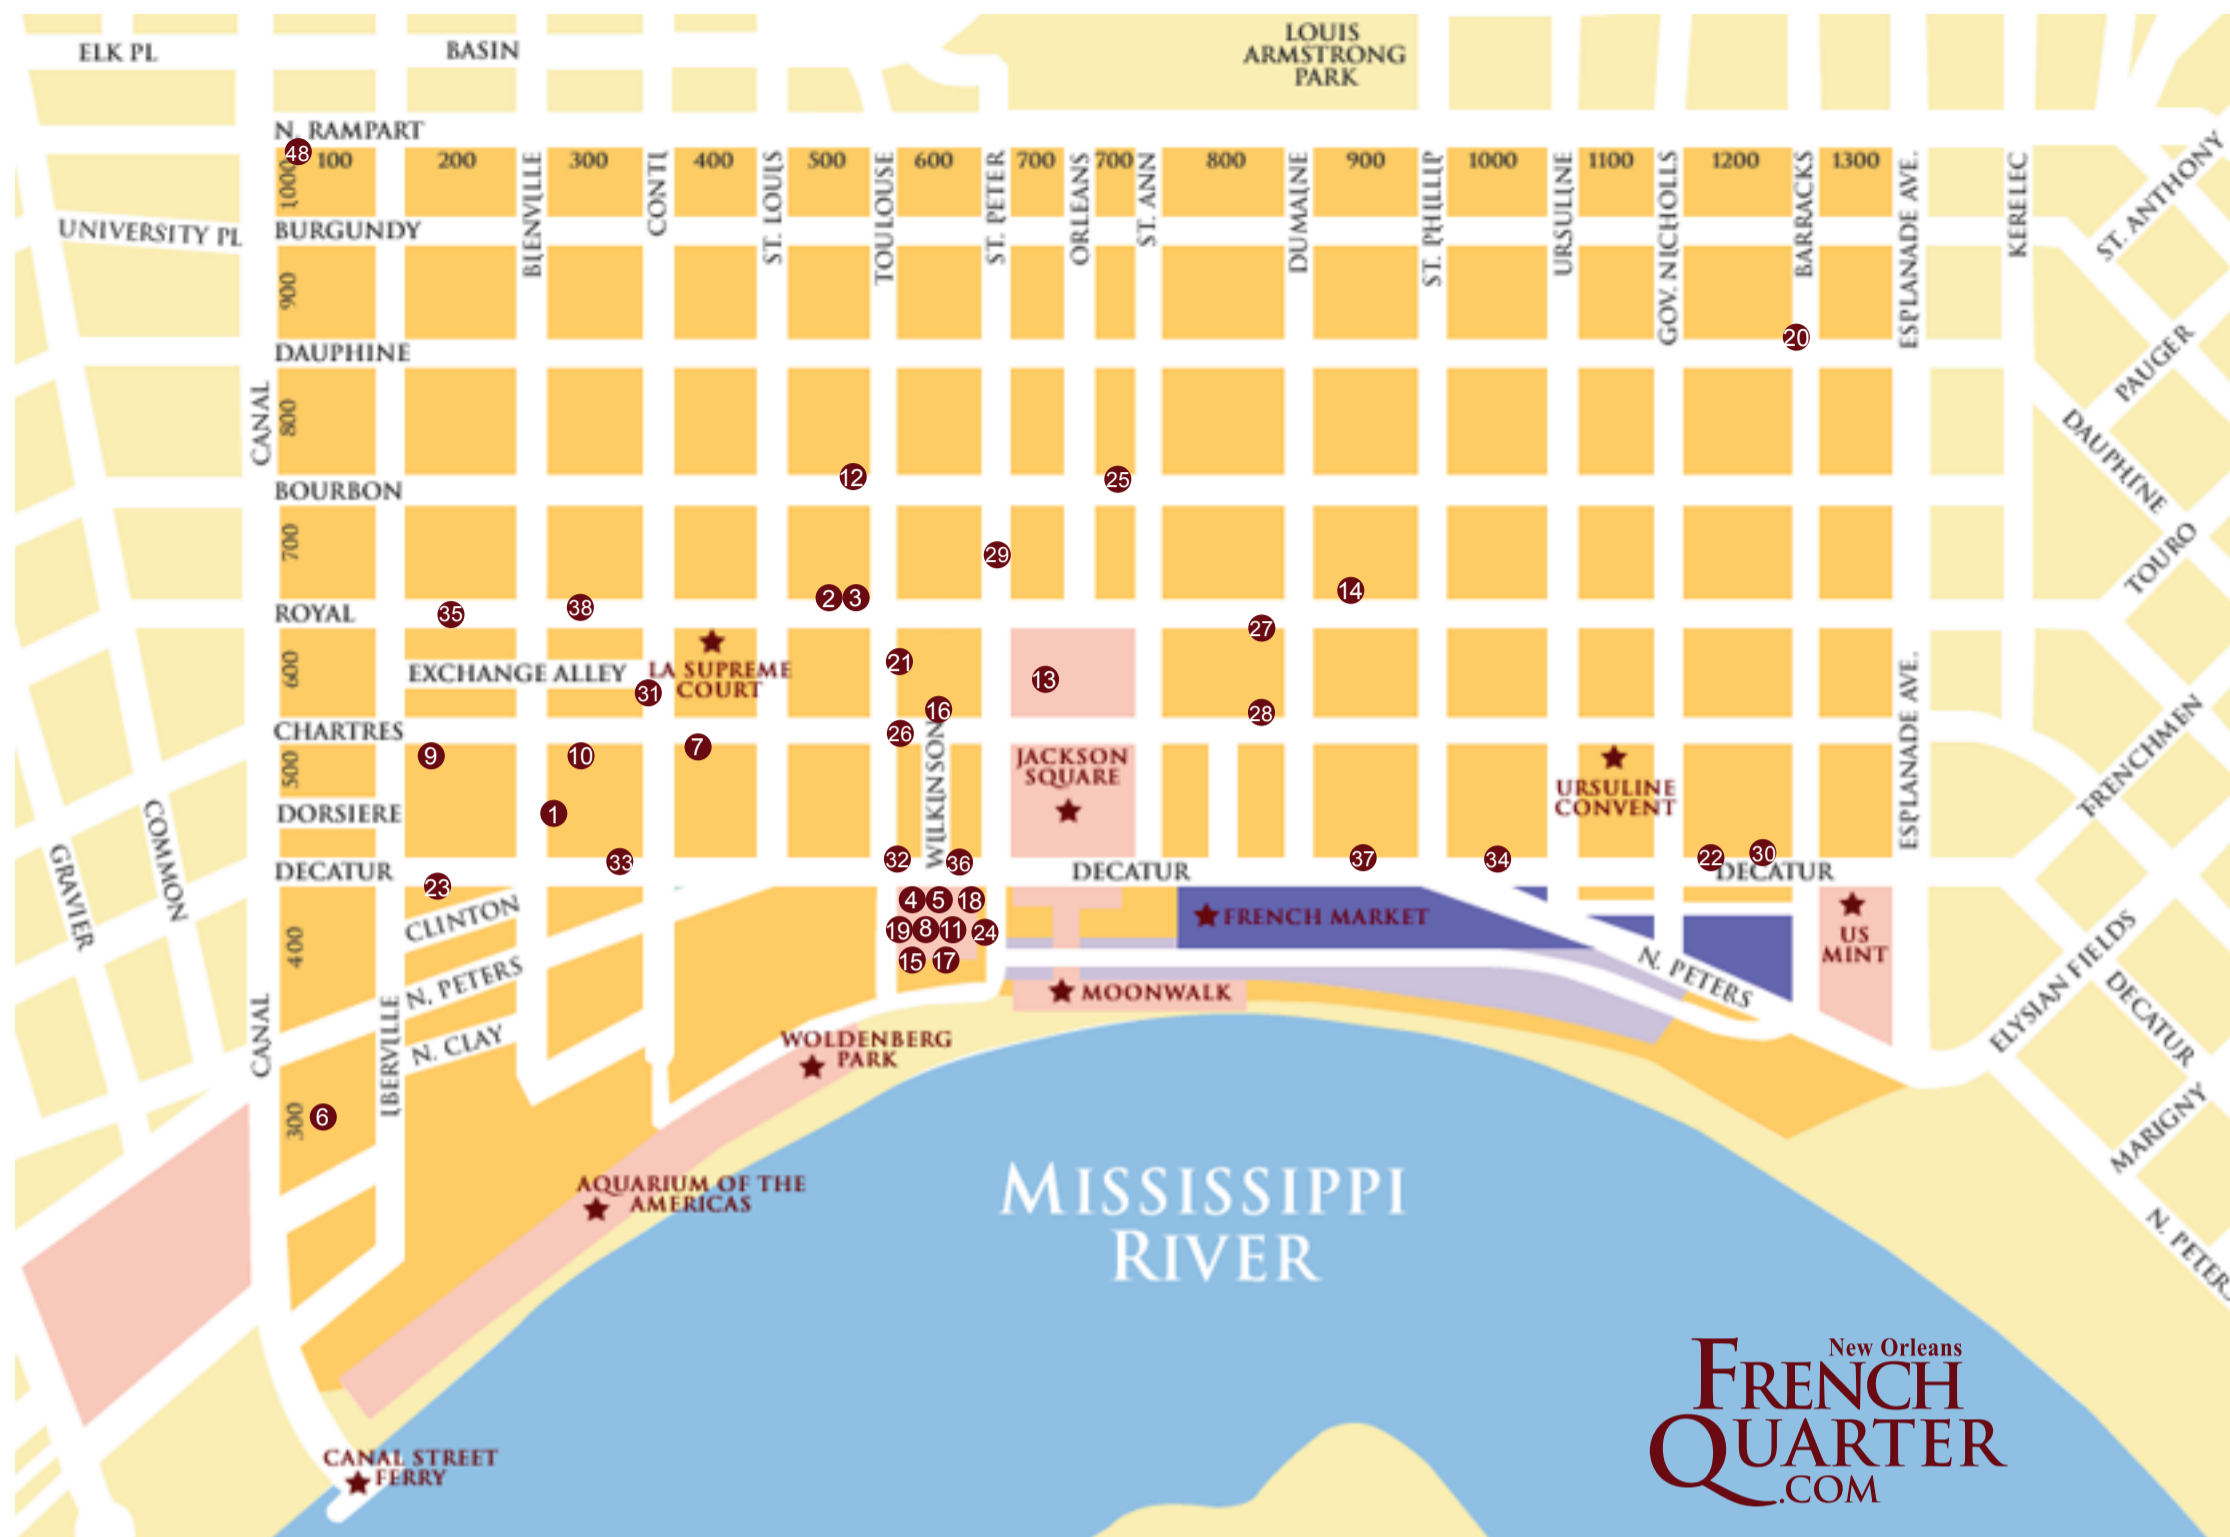 LOUIS
ARMSTRONG
PARK
ELK PL
BASIN
N. RAMPART
48
100
200
300
400
500
600
700
700
800
900
1000
1100
1200
1300
1000
BIENVILLE
CONTI
ST. LOUIS
TOULOUSE
ST. PETER
ORLEANS
ST. ANN
DUMAINE
ST. PHILLIP
URSULINE
GOV. NICHOLLS
BARRACKS
ESPLANADE AVE.
KERELEC
ST. ANTHONY
UNIVERSITY PL
BURGUNDY
900
20
PAUGER
DAUPHINE
CANAL
800
DAUPHINE
12
25
BOURBON
700
29
TOURO
2
3
14
35
38
ROYAL
27
600
EXCHANGE ALLEY
LA SUPREME
COURT
21
13
31
16
28
ESPLANADE AVE.
FRENCHMEN
CHARTRES
26
WILKINSON
9
10
7
500
JACKSON
SQUARE
URSULINE
CONVENT
COMMON
GRAVIER
DORSIERE
1
33
32
36
37
34
22
30
DECATUR
DECATUR
DECATUR
23
CLINTON
4
5
18
19
8
11
24
15
17
400
FRENCH MARKET
US
MINT
N. PETERS
N. PETERS
ELYSIAN FIELDS
DECATUR
MOONWALK
CANAL
IBERVILLE
N. CLAY
WOLDENBERG
PARK
300
6
MARIGNY
AQUARIUM OF THE
AMERICAS
MISSISSIPPI
RIVER
N. PETERS
CANAL STREET
FERRY
New Orleans
FRENCH
QUARTER
.COM